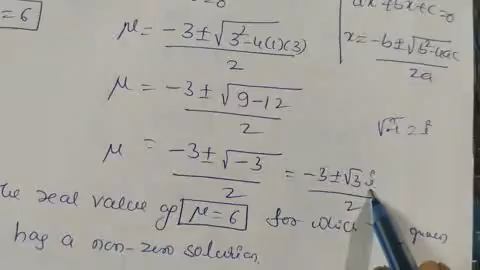 = 6
= 0
ax²+bx+c=0
μ = -3±√3²-4(1)(3) / 2
x = -b±√b²-4ac / 2a
μ = -3±√9-12 / 2
√-1 = i
μ = -3±√-3 / 2 = -3±√3 i / 2
he real value of μ=6 for which
has a non-zero solution.